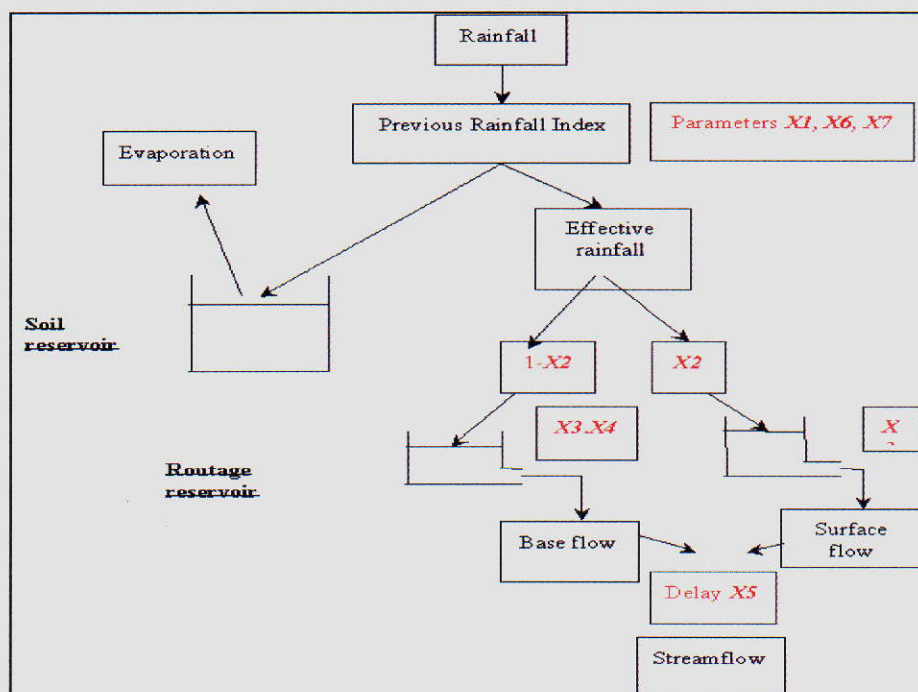 Rainfall
Previous Rainfall Index
Parameters X1, X6, X7
Evaporation
Effective
rainfall
Soil
reservoir
1-X2
X2
X3.X4
X
Routage
reservoir
Base flow
Surface
flow
Delay X5
Streamflow